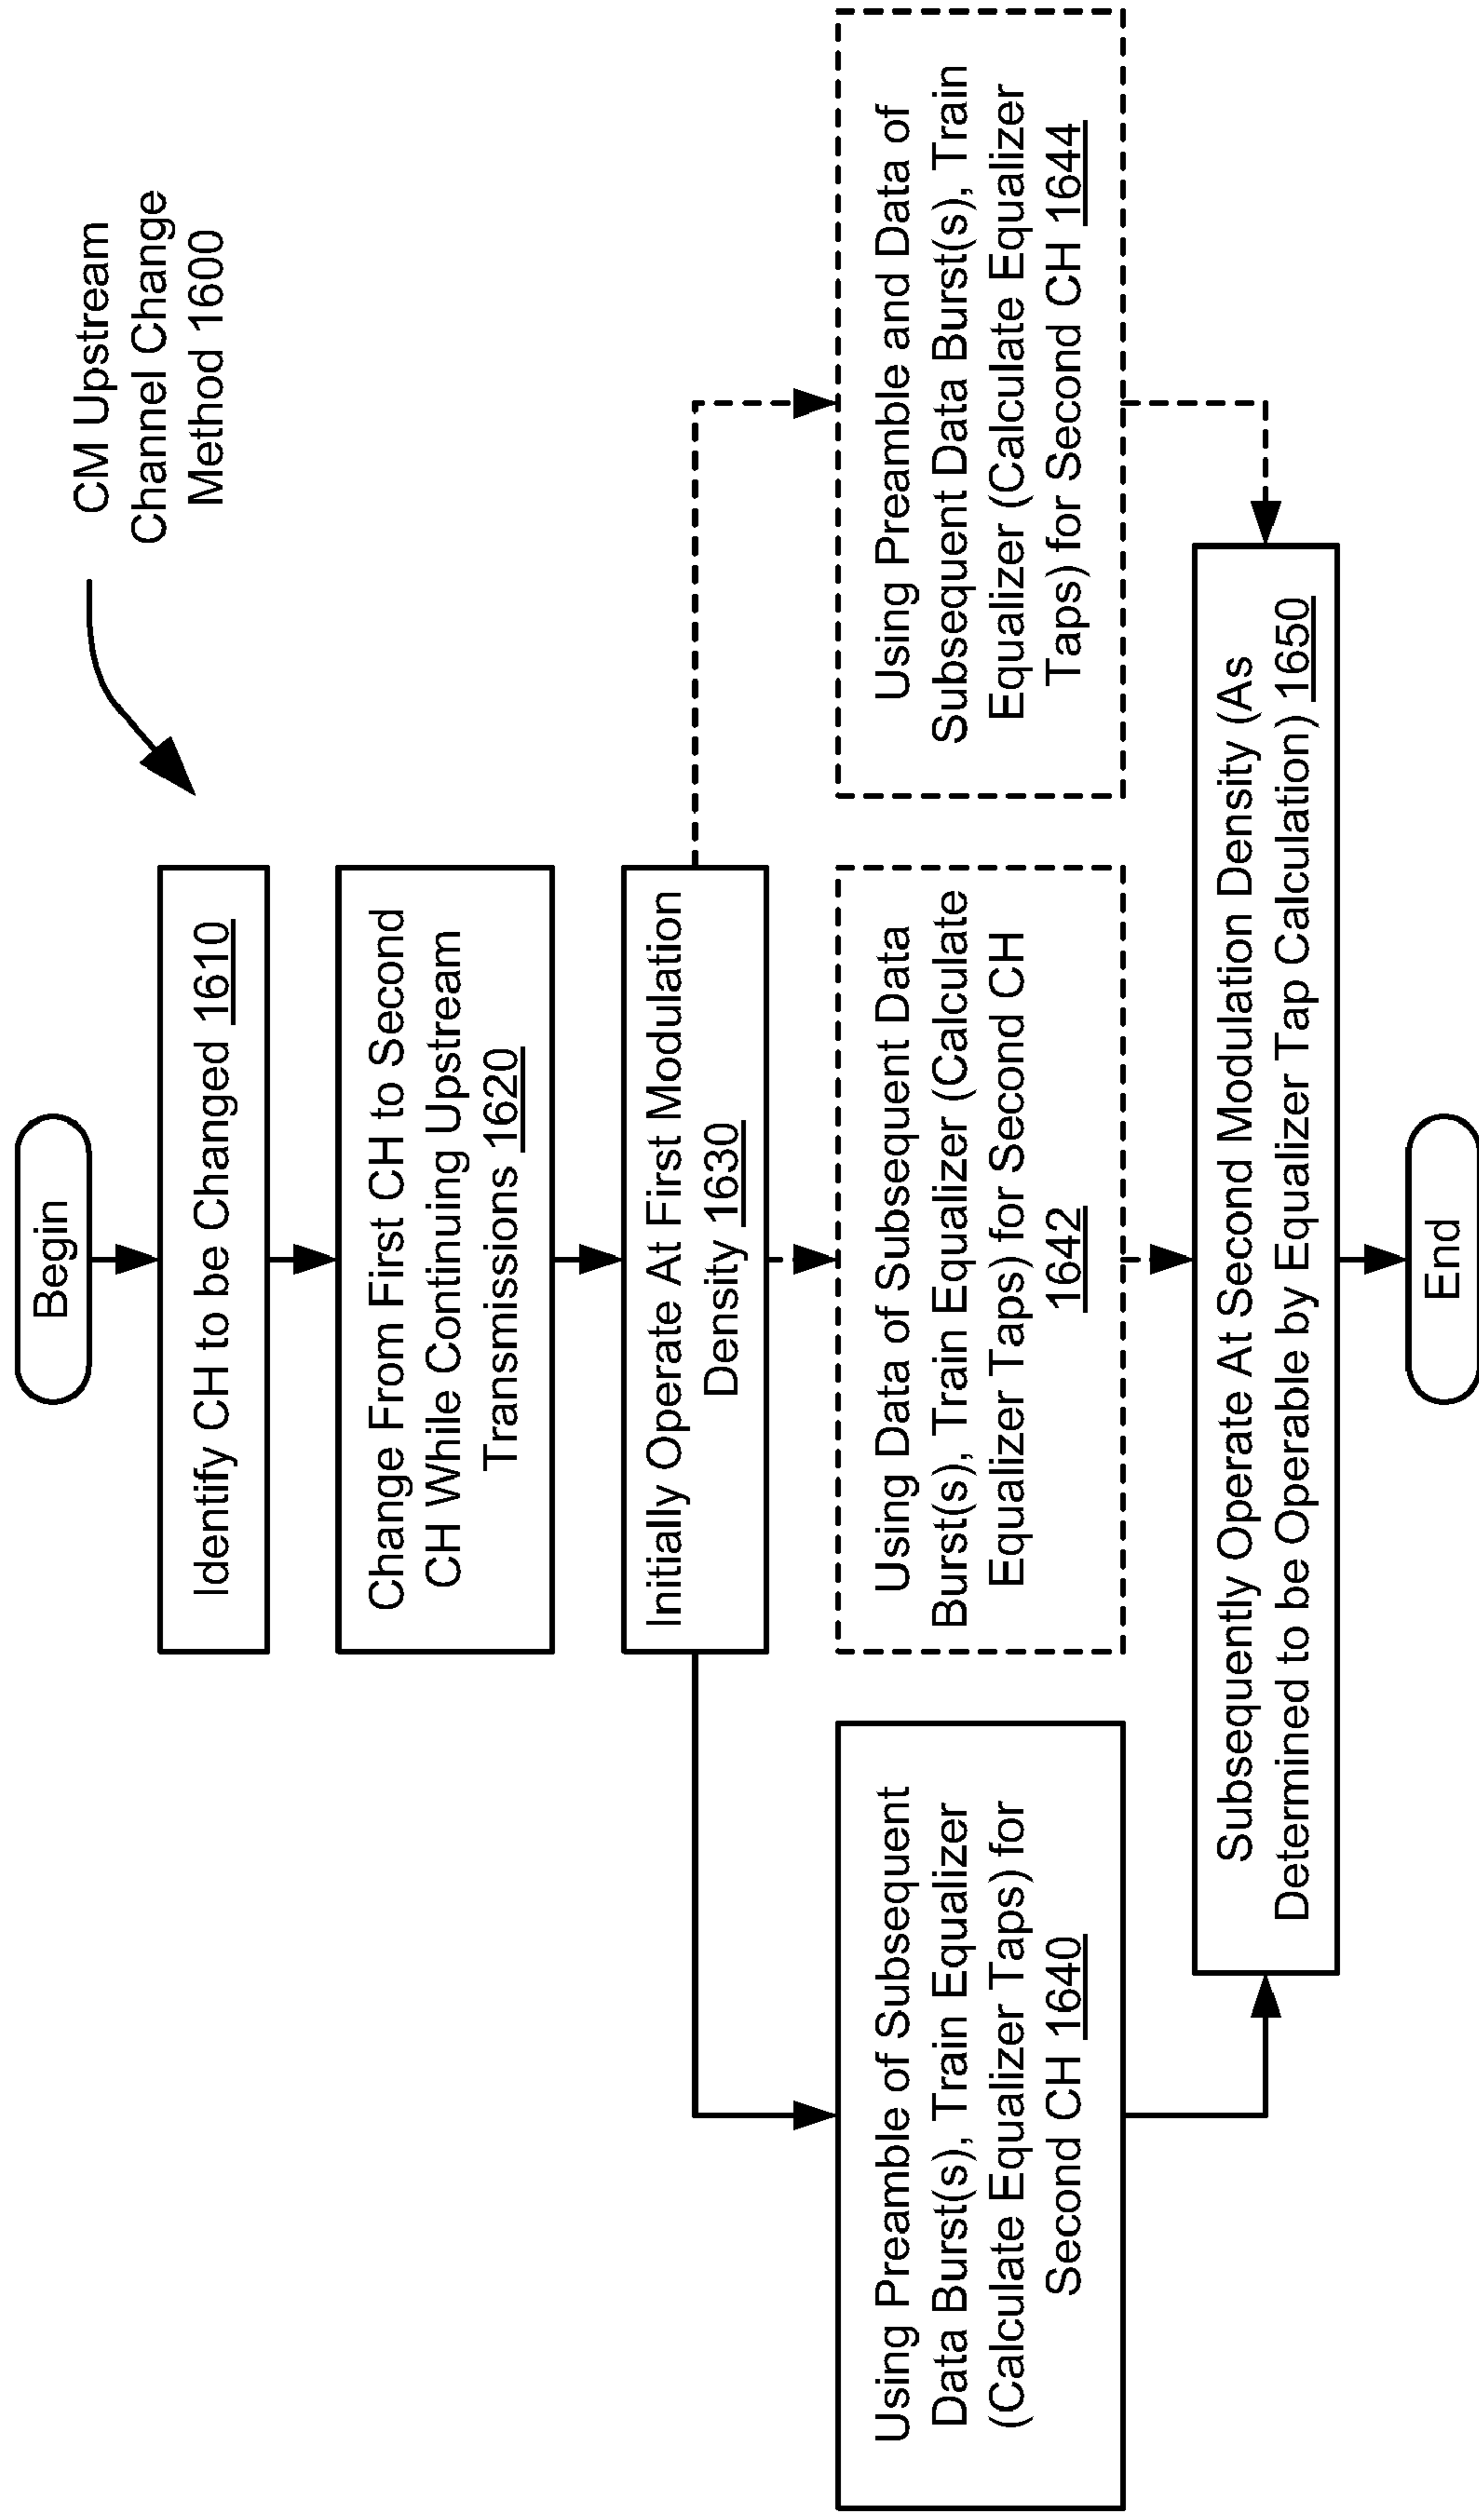 CM Upstream
Channel Change
Method 1600
Begin
Identify CH to be Changed 1610
Change From First CH to Second
CH While Continuing Upstream
Transmissions 1620
Initially Operate At First Modulation
Density 1630
Using Preamble of Subsequent
Data Burst(s), Train Equalizer
(Calculate Equalizer Taps) for
Second CH 1640
Using Data of Subsequent Data
Burst(s), Train Equalizer (Calculate
Equalizer Taps) for Second CH
1642
Using Preamble and Data of
Subsequent Data Burst(s), Train
Equalizer (Calculate Equalizer
Taps) for Second CH 1644
Subsequently Operate At Second Modulation Density (As
Determined to be Operable by Equalizer Tap Calculation) 1650
End